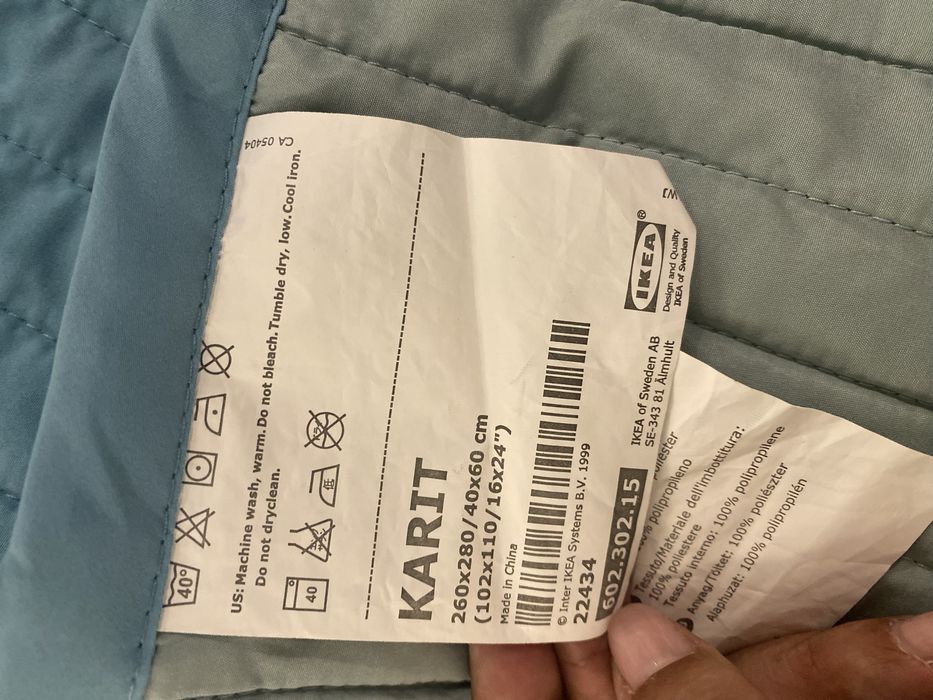 CA 05404
40°
US: Machine wash, warm. Do not bleach. Tumble dry, low. Cool iron.
Do not dryclean.
40
低
KARIT
260x280/40x60 cm
(102x110/16x24")
Made in China
© Inter IKEA Systems B.V. 1999
22434
602.302.15
IKEA of Sweden AB
SE-343 81 Älmhult
IKEA®
Design and Quality
IKEA of Sweden
polipropileno
Tessuto/Materiale dell'imbottitura:
100% poliestere
Tessuto interno: 100% polipropilene
Anyag/Töltet: 100% poliészter
Alaphuzat: 100% polipropilén